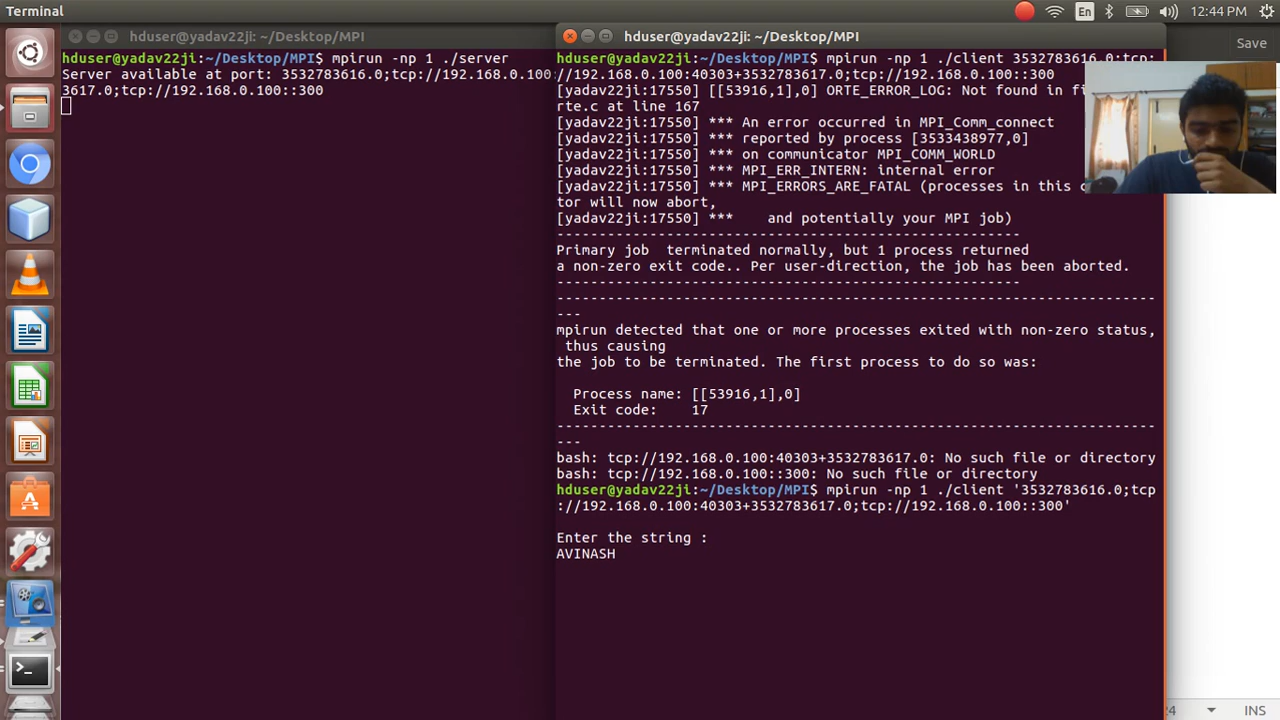 Terminal
En
12:44 PM
hduser@yadav22ji: ~/Desktop/MPI
hduser@yadav22ji:~/Desktop/MPI$ mpirun -np 1 ./server
Server available at port: 3532783616.0;tcp://192.168.0.100:
3617.0;tcp://192.168.0.100::300
hduser@yadav22ji: ~/Desktop/MPI
hduser@yadav22ji:~/Desktop/MPI$ mpirun -np 1 ./client 3532783616.0;tcp:
//192.168.0.100:40303+3532783617.0;tcp://192.168.0.100::300
[yadav22ji:17550] [[53916,1],0] ORTE_ERROR_LOG: Not found in fi
rte.c at line 167
[yadav22ji:17550] *** An error occurred in MPI_Comm_connect
[yadav22ji:17550] *** reported by process [3533438977,0]
[yadav22ji:17550] *** on communicator MPI_COMM_WORLD
[yadav22ji:17550] *** MPI_ERR_INTERN: internal error
[yadav22ji:17550] *** MPI_ERRORS_ARE_FATAL (processes in this c
tor will now abort,
[yadav22ji:17550] ***    and potentially your MPI job)
-------------------------------------------------------
Primary job  terminated normally, but 1 process returned
a non-zero exit code.. Per user-direction, the job has been aborted.
-------------------------------------------------------
-----------------------------------------------------------------------
---
mpirun detected that one or more processes exited with non-zero status,
 thus causing
the job to be terminated. The first process to do so was:
  Process name: [[53916,1],0]
  Exit code:    17
-----------------------------------------------------------------------
---
bash: tcp://192.168.0.100:40303+3532783617.0: No such file or directory
bash: tcp://192.168.0.100::300: No such file or directory
hduser@yadav22ji:~/Desktop/MPI$ mpirun -np 1 ./client '3532783616.0;tcp
://192.168.0.100:40303+3532783617.0;tcp://192.168.0.100::300'
Enter the string :
AVINASH
Save
24
INS